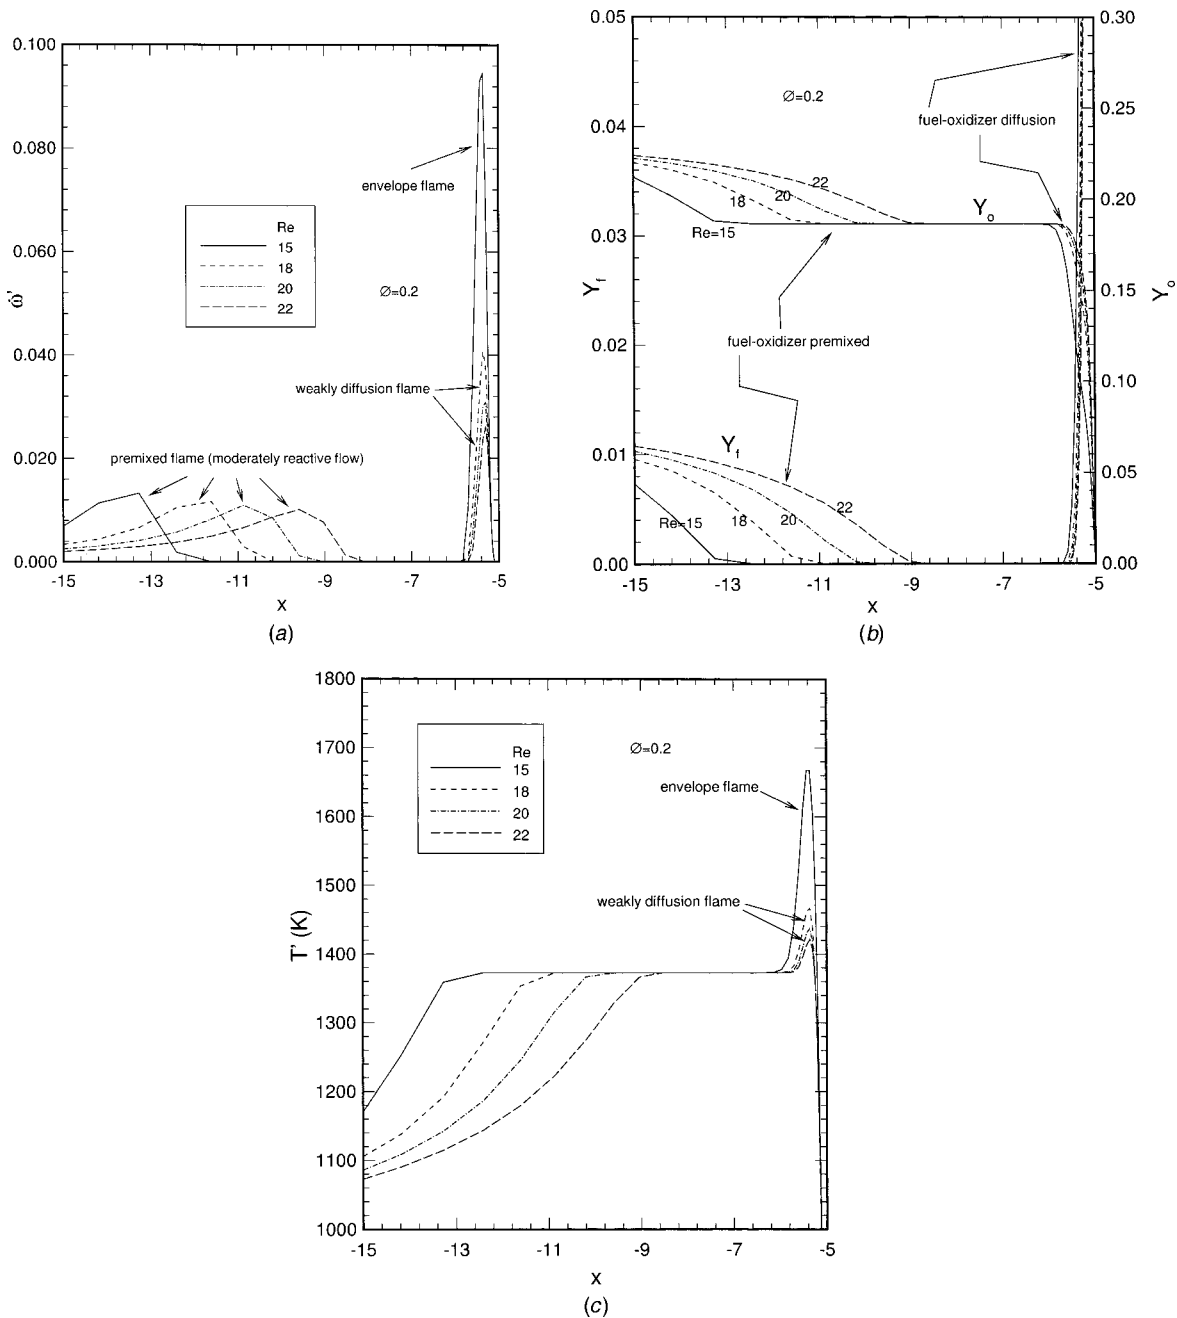 0.100
0.080
0.060
0.040
0.020
0.000
ω̇'
envelope flame
Re
15
18
20
22
Ø=0.2
weakly diffusion flame
premixed flame (moderately reactive flow)
-15
-13
-11
-9
-7
-5
x
(a)
0.05
0.04
0.03
0.02
0.01
0.00
Y_f
Ø=0.2
fuel-oxidizer diffusion
22
20
18
Re=15
Y_o
fuel-oxidizer premixed
Y_f
22
20
18
Re=15
0.30
0.25
0.20
0.15
0.10
0.05
0.00
Y_o
-15
-13
-11
-9
-7
-5
x
(b)
1800
1700
1600
1500
1400
1300
1200
1100
1000
T' (K)
Re
15
18
20
22
Ø=0.2
envelope flame
weakly diffusion flame
-15
-13
-11
-9
-7
-5
x
(c)